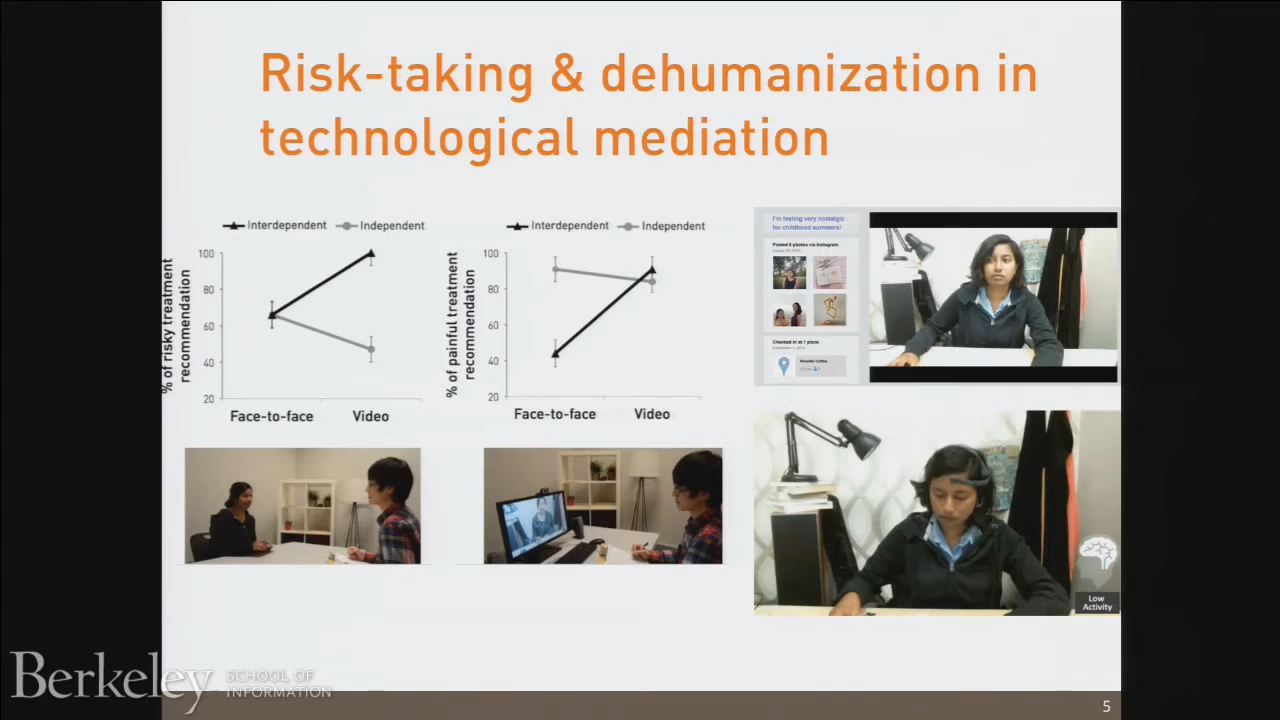 Risk-taking & dehumanization in
technological mediation
Interdependent Independent
% of risky treatment
recommendation
100
80
60
40
20
Face-to-face Video
Interdependent Independent
% of painful treatment
recommendation
100
80
60
40
20
Face-to-face Video
I'm feeling very nostalgic
for childhood summers!
Posted 6 photos via Instagram
Checked in at 1 place
Low
Activity
Berkeley
SCHOOL OF
INFORMATION
5